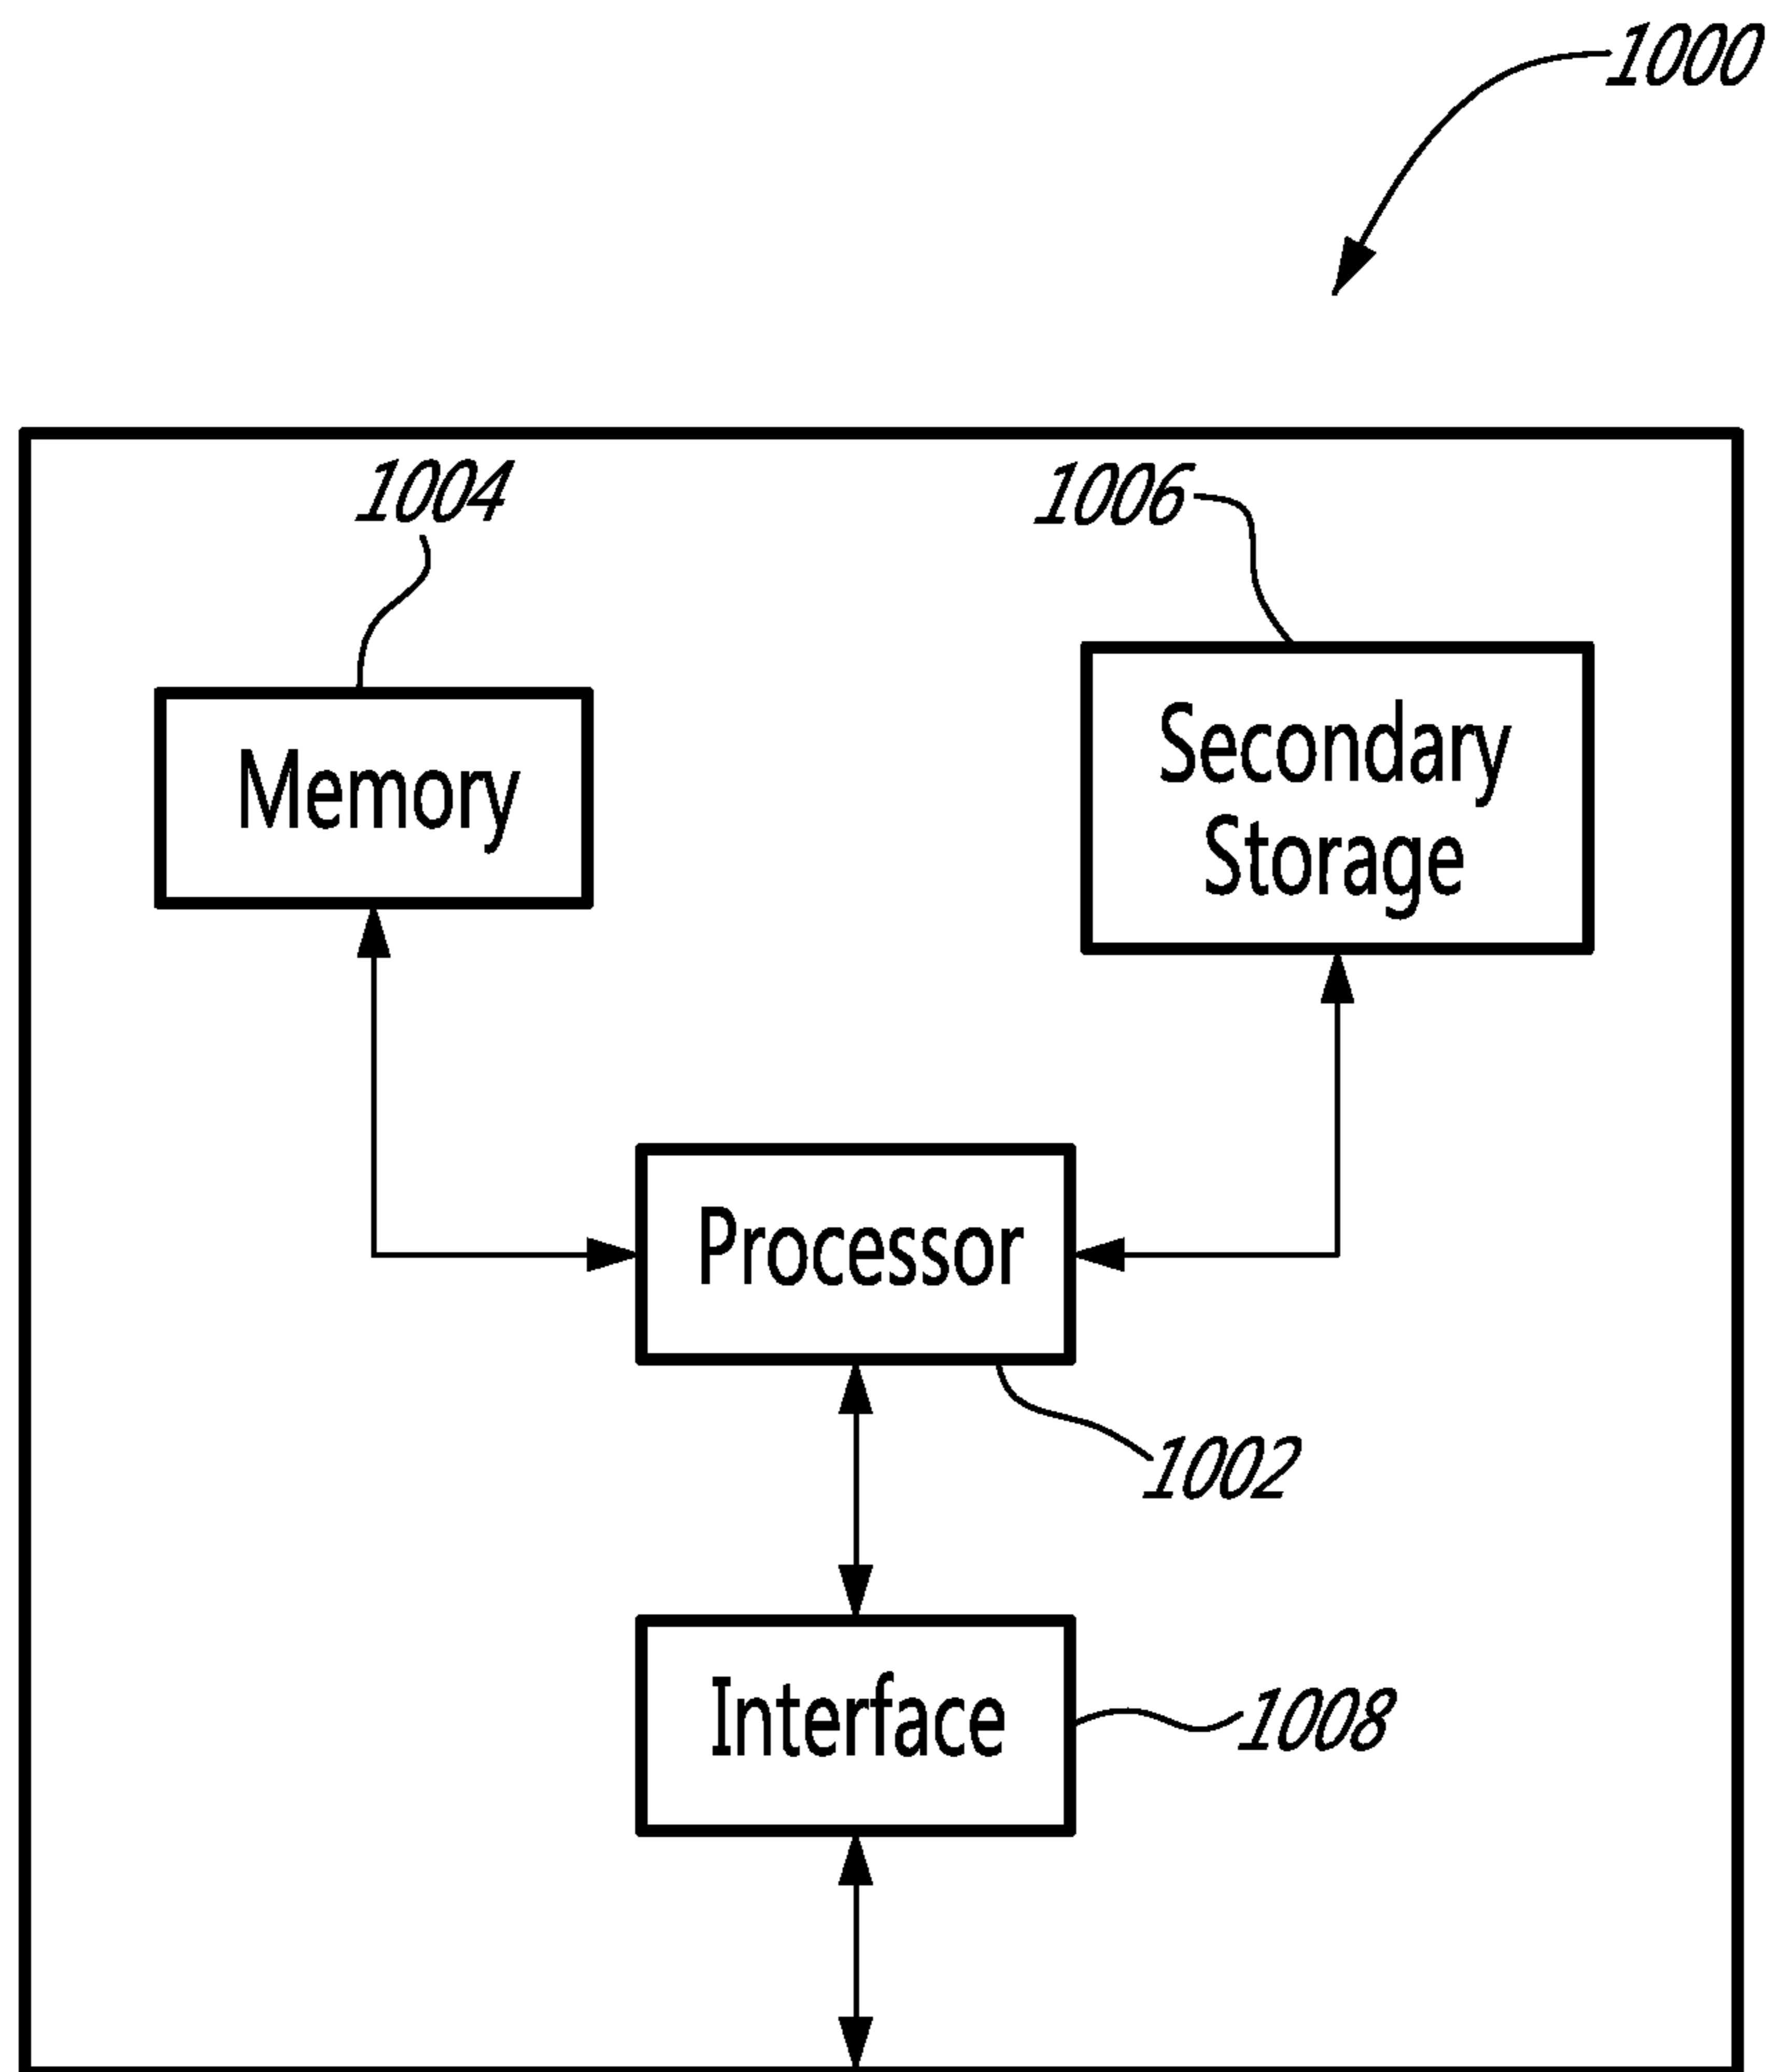 1000
1004
1006
Memory
Secondary
Storage
Processor
1002
Interface
1008